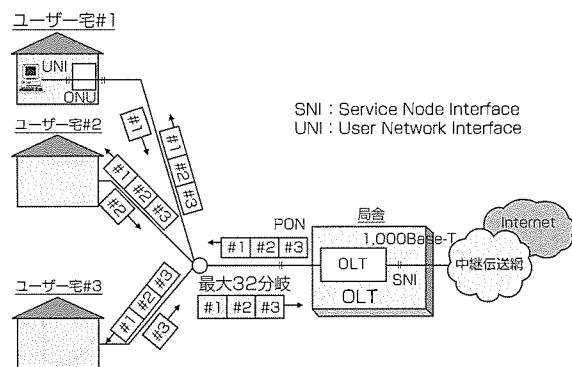 ユーザー宅#1
UNI
ONU
SNI：Service Node Interface
UNI：User Network Interface
#1
#1 #2 #3
ユーザー宅#2
#1 #2 #3
#2
PON
局舎
1,000Base-T
Internet
#1 #2 #3
OLT
SNI
OLT
中継伝送網
最大32分岐
#1 #2 #3
ユーザー宅#3
#1 #2 #3
#3